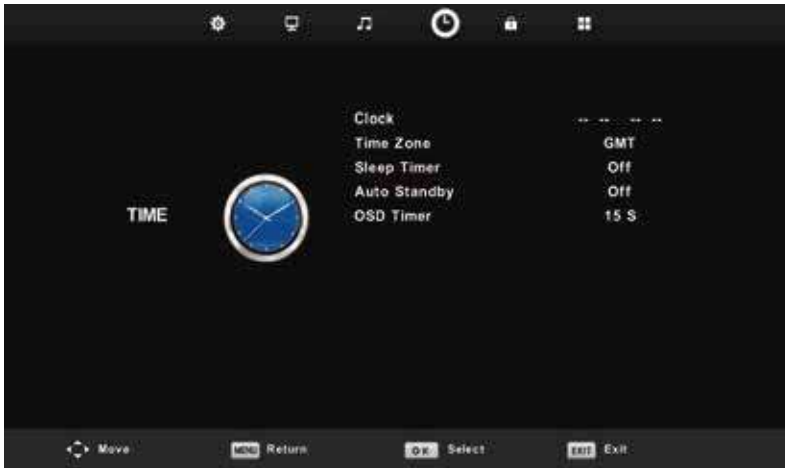 Clock -- -- -- --
Time Zone GMT
Sleep Timer Off
Auto Standby Off
TIME
OSD Timer 15 S
Move MENU Return OK Select EXIT Exit